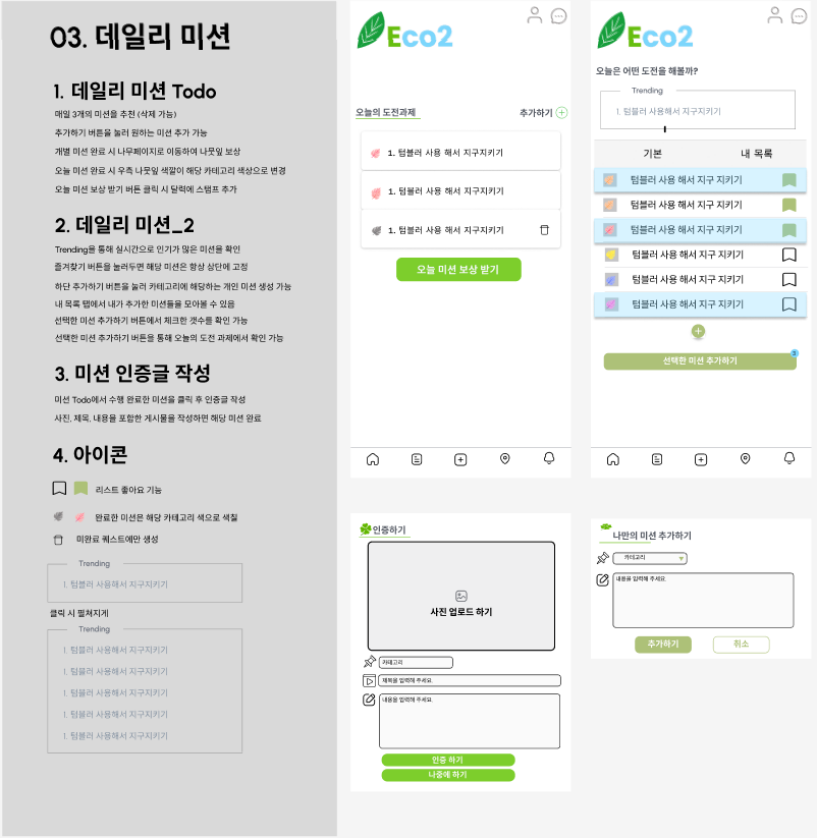 03. 데일리 미션
1. 데일리 미션 Todo
매일 3개의 미션을 추천 (삭제 가능)
추가하기 버튼을 눌러 원하는 미션 추가 가능
개별 미션 완료 시 나무페이지로 이동하여 나뭇잎 보상
오늘 미션 완료 시 우측 나뭇잎 색깔이 해당 카테고리 색상으로 변경
오늘 미션 보상 받기 버튼 클릭 시 달력에 스탬프 추가
2. 데일리 미션_2
Trending을 통해 실시간으로 인기가 많은 미션을 확인
즐겨찾기 버튼을 눌러두면 해당 미션은 항상 상단에 고정
하단 추가하기 버튼을 눌러 카테고리에 해당하는 개인 미션 생성 가능
내 목록 탭에서 내가 추가한 미션들을 모아볼 수 있음
선택한 미션 추가하기 버튼에서 체크한 갯수를 확인 가능
선택한 미션 추가하기 버튼을 통해 오늘의 도전 과제에서 확인 가능
3. 미션 인증글 작성
미션 Todo에서 수행 완료한 미션을 클릭 후 인증글 작성
사진, 제목, 내용을 포함한 게시물을 작성하면 해당 미션 완료
4. 아이콘
리스트 좋아요 기능
완료한 미션은 해당 카테고리 색으로 색칠
미완료 퀘스트에만 생성
Trending
1. 텀블러 사용해서 지구지키기
클릭 시 펼쳐지게
Trending
1. 텀블러 사용해서 지구지키기
1. 텀블러 사용해서 지구지키기
1. 텀블러 사용해서 지구지키기
1. 텀블러 사용해서 지구지키기
1. 텀블러 사용해서 지구지키기
Eco2
오늘의 도전과제
추가하기
1. 텀블러 사용 해서 지구지키기
1. 텀블러 사용 해서 지구지키기
1. 텀블러 사용 해서 지구지키기
오늘 미션 보상 받기
Eco2
오늘은 어떤 도전을 해볼까?
Trending
1. 텀블러 사용해서 지구지키기
기본 내 목록
텀블러 사용 해서 지구 지키기
텀블러 사용 해서 지구 지키기
텀블러 사용 해서 지구 지키기
텀블러 사용 해서 지구 지키기
텀블러 사용 해서 지구 지키기
텀블러 사용 해서 지구 지키기
선택한 미션 추가하기
3
인증하기
사진 업로드 하기
카테고리
제목을 입력해 주세요.
내용을 입력해 주세요.
인증 하기
나중에 하기
나만의 미션 추가하기
카테고리
내용을 입력해 주세요
추가하기
취소